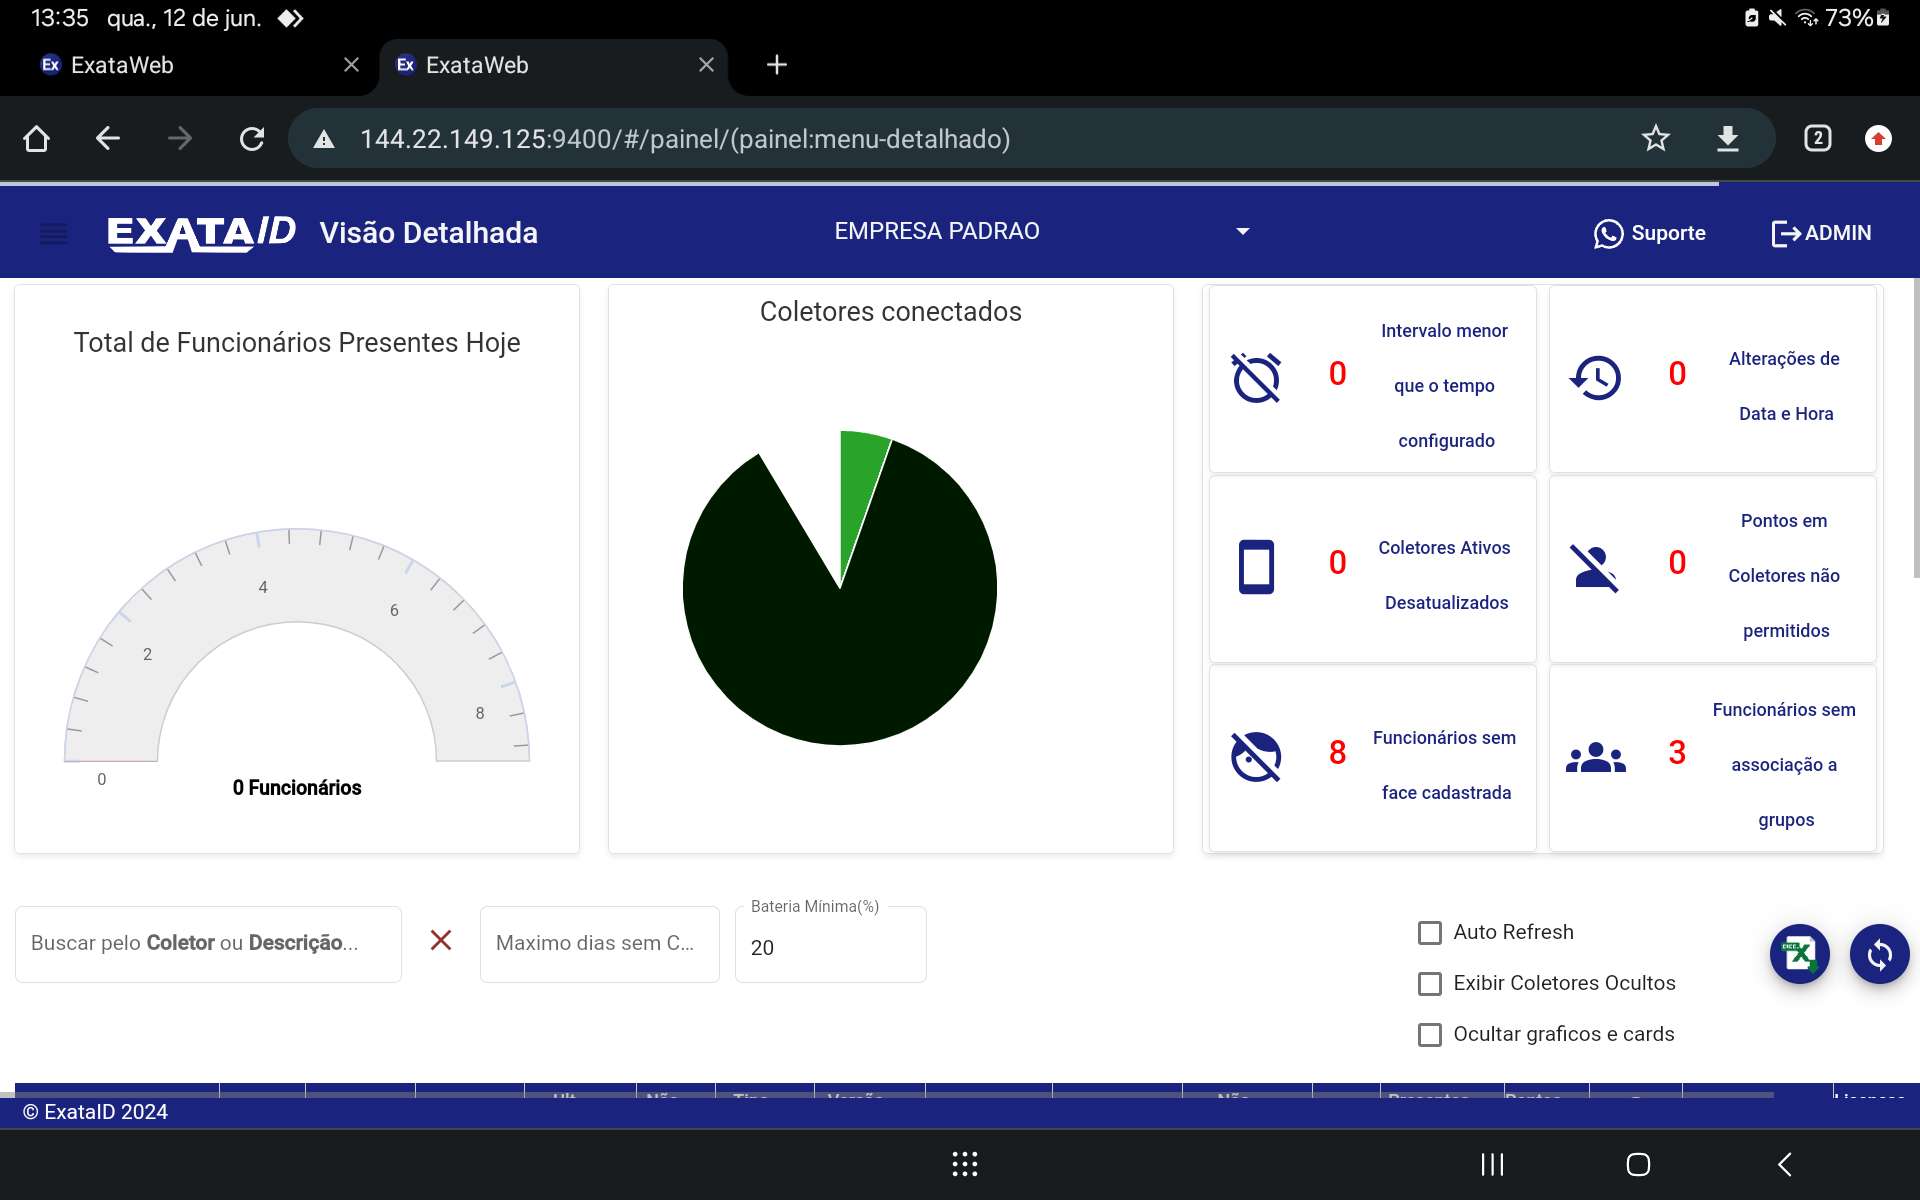 13:35 qua., 12 de jun. 73%
Ex ExataWeb Ex ExataWeb
144.22.149.125:9400/#/painel/(painel:menu-detalhado) 2
EXATAID Visão Detalhada EMPRESA PADRAO Suporte ADMIN
Total de Funcionários Presentes Hoje
0
2
4
6
8
0 Funcionários
Coletores conectados
0 Intervalo menor
que o tempo
configurado
0 Alterações de
Data e Hora
0 Coletores Ativos
Desatualizados
0 Pontos em
Coletores não
permitidos
8 Funcionários sem
face cadastrada
3 Funcionários sem
associação a
grupos
Buscar pelo Coletor ou Descrição...
Maximo dias sem C...
Bateria Mínima(%)
20
Auto Refresh
Exibir Coletores Ocultos
Ocultar graficos e cards
© ExataID 2024